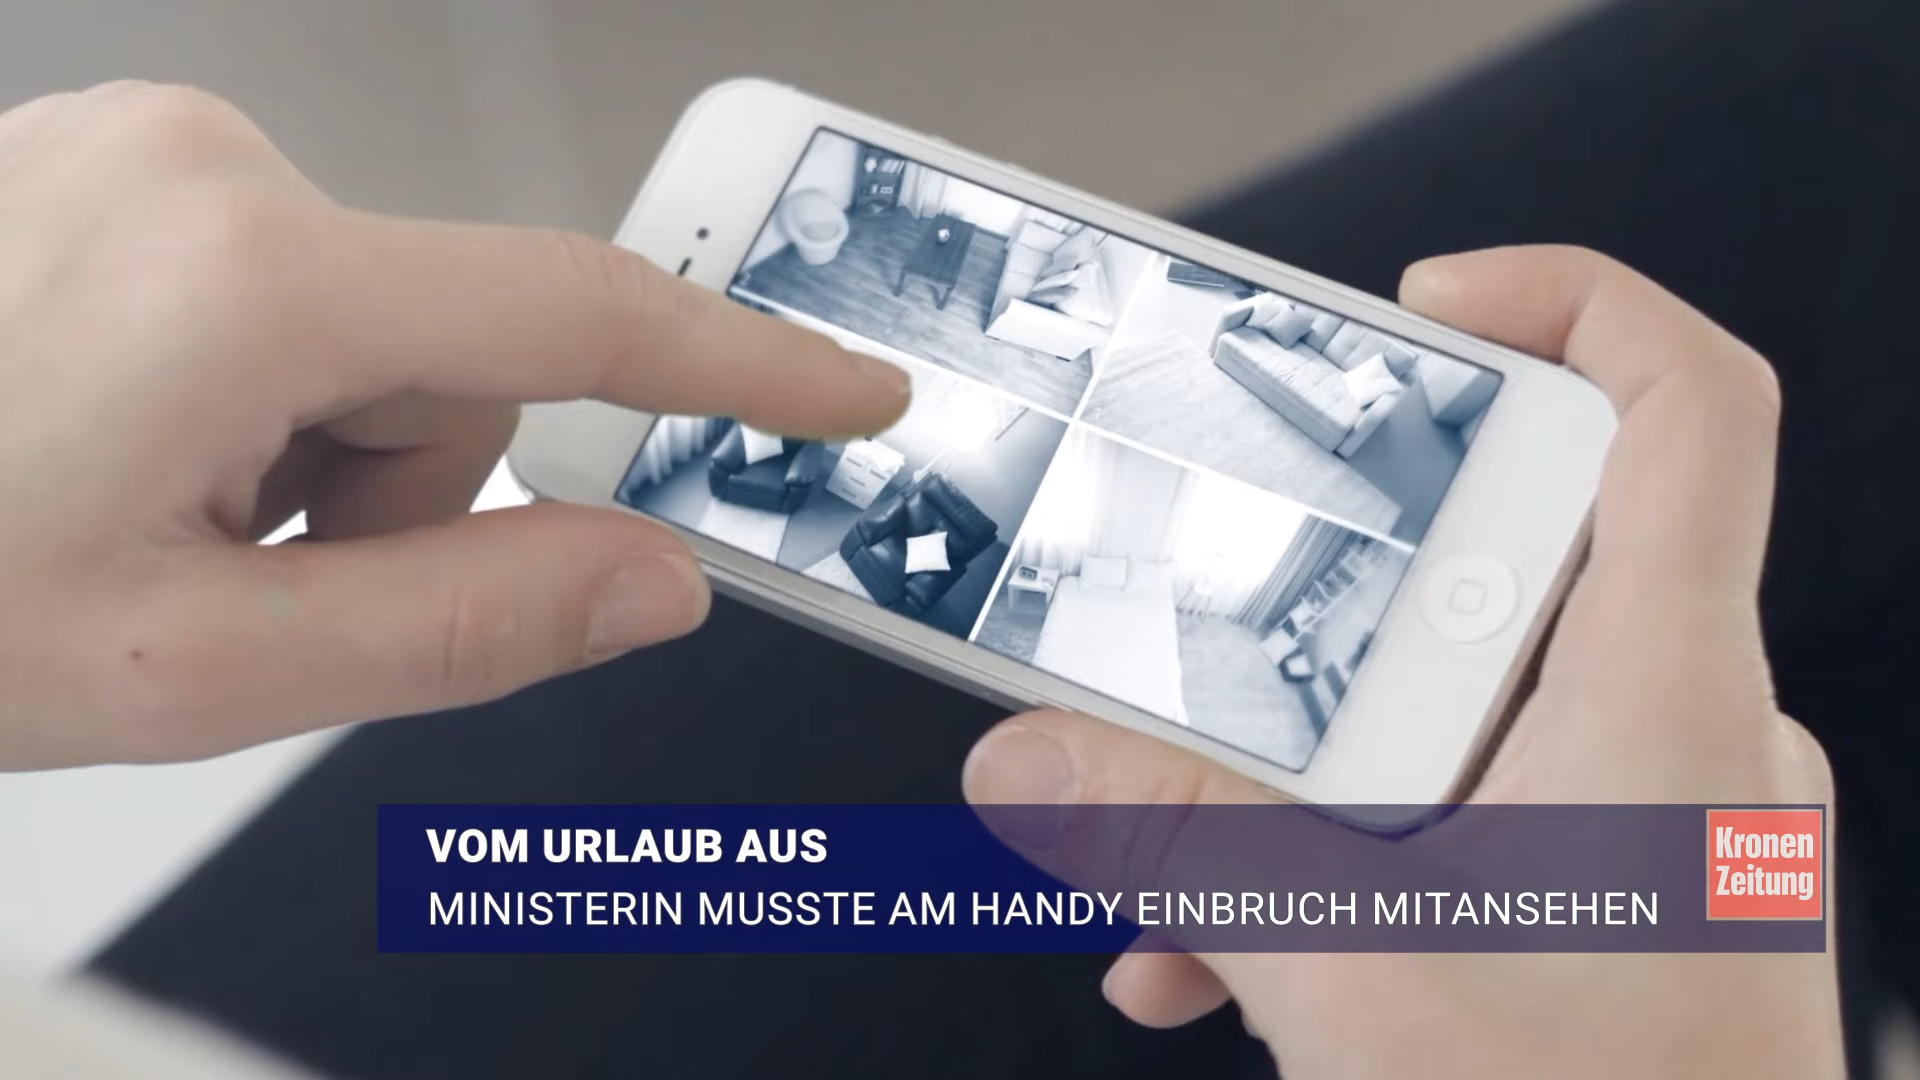 VOM URLAUB AUS
MINISTERIN MUSSTE AM HANDY EINBRUCH MITANSEHEN
Kronen
Zeitung